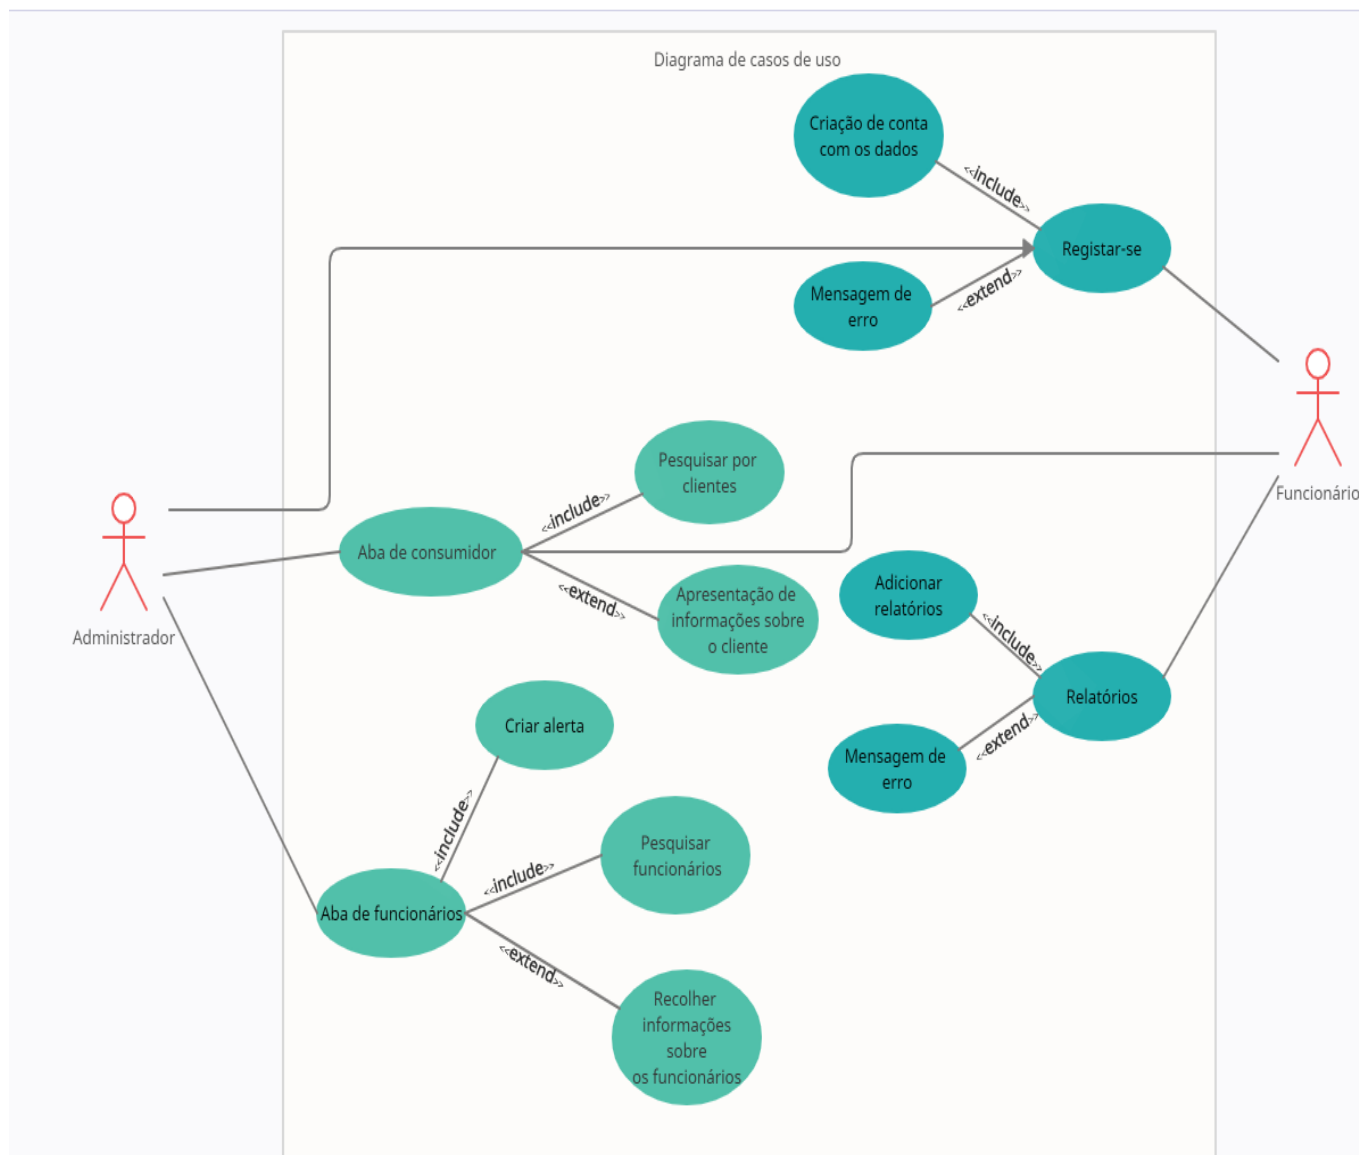 Diagrama de casos de uso
Criação de conta
com os dados
<<include>>
Registar-se
Mensagem de
erro
<<extend>>
Funcionário
Pesquisar por
clientes
<<include>>
Aba de consumidor
<<extend>>
Apresentação de
informações sobre
o cliente
Administrador
Adicionar
relatórios
<<include>>
Relatórios
Mensagem de
erro
<<extend>>
Criar alerta
<<include>>
Pesquisar
funcionários
<<include>>
Aba de funcionários
<<extend>>
Recolher
informações
sobre
os funcionários